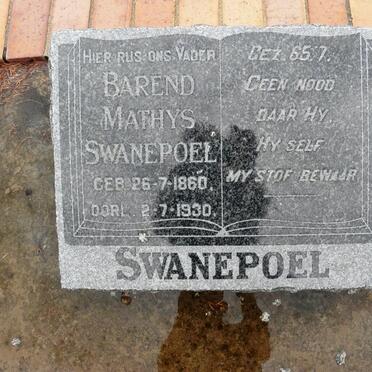 HIER RUS ONS VADER
BAREND
MATHYS
SWANEPOEL
GEB. 26-7-1860.
OORL. 2-7-1930.
GEZ. 65.7.
GEEN NOOD
DAAR HY,
HY SELF
MY STOF BEWAAR
SWANEPOEL